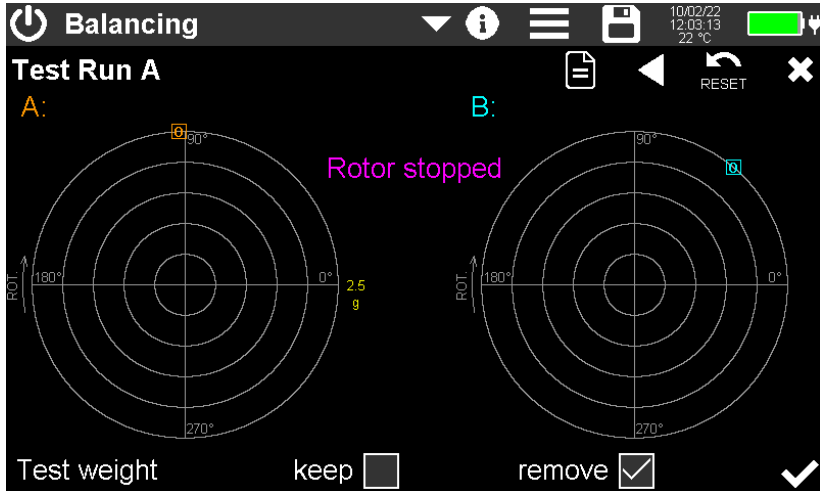 Balancing
i
10/02/22
12:03:13
22 °C
Test Run A
RESET
A:
B:
0
90°
90°
0
Rotor stopped
ROT.
180°
0°
2.5
g
ROT.
180°
0°
270°
270°
Test weight
keep
remove